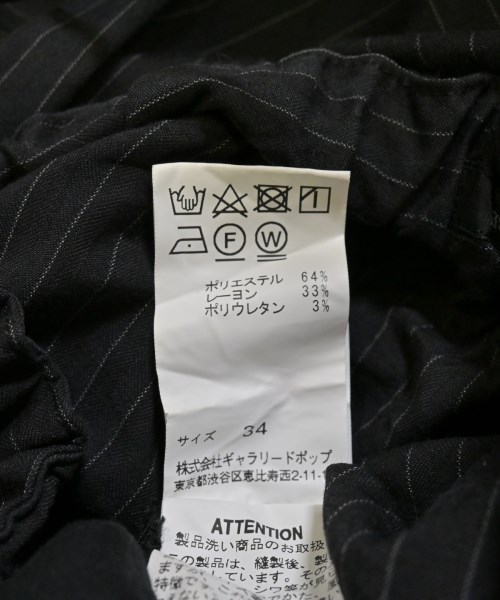 F W
ポリエステル 64%
レーヨン 33%
ポリウレタン 3%
サイズ 34
株式会社ギャラリードポップ
東京都渋谷区恵比寿西2-11-
ATTENTION
製品洗い商品のお取扱
この製品は、縫製後、製
しています。その